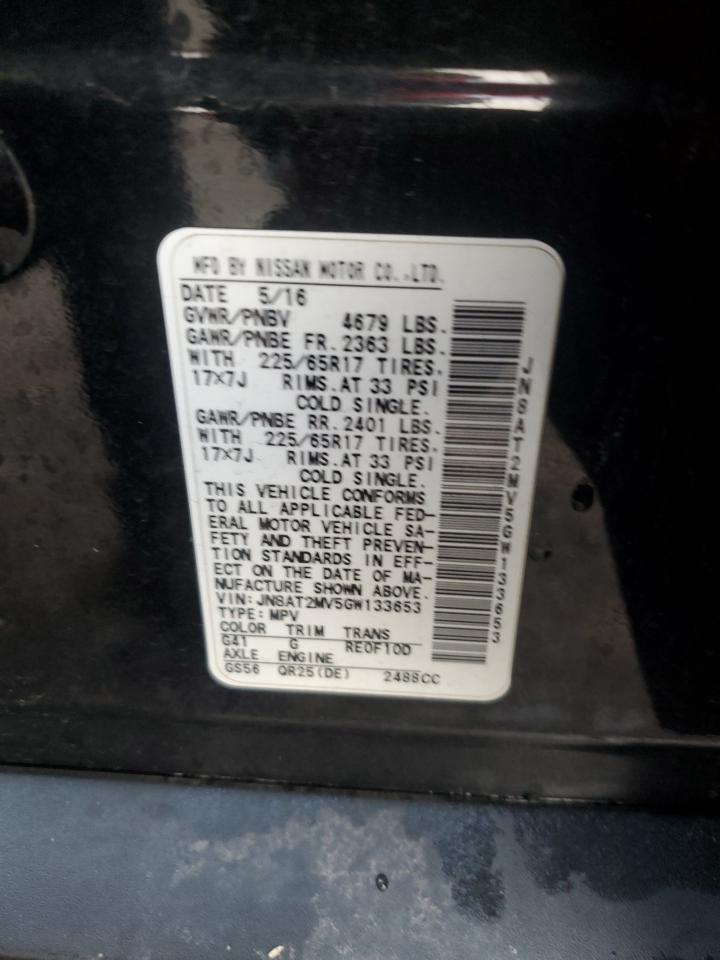 MFD BY NISSAN MOTOR CO.,LTD.
DATE 5/16
GVWR/PNBV 4679 LBS.
GAWR/PNBE FR. 2363 LBS.
WITH 225/65R17 TIRES.
17×7J RIMS.AT 33 PSI
COLD SINGLE.
GAWR/PNBE RR. 2401 LBS.
WITH 225/65R17 TIRES.
17×7J RIMS.AT 33 PSI
COLD SINGLE.
THIS VEHICLE CONFORMS
TO ALL APPLICABLE FED-
ERAL MOTOR VEHICLE SA-
FETY AND THEFT PREVEN-
TION STANDARDS IN EFF-
ECT ON THE DATE OF MA-
NUFACTURE SHOWN ABOVE.
VIN: JN8AT2MV5GW133653
TYPE: MPV
COLOR TRIM TRANS
G41 G RE0F10D
AXLE ENGINE
GS56 QR25(DE) 2488CC
JN8AT2MV5GW133653